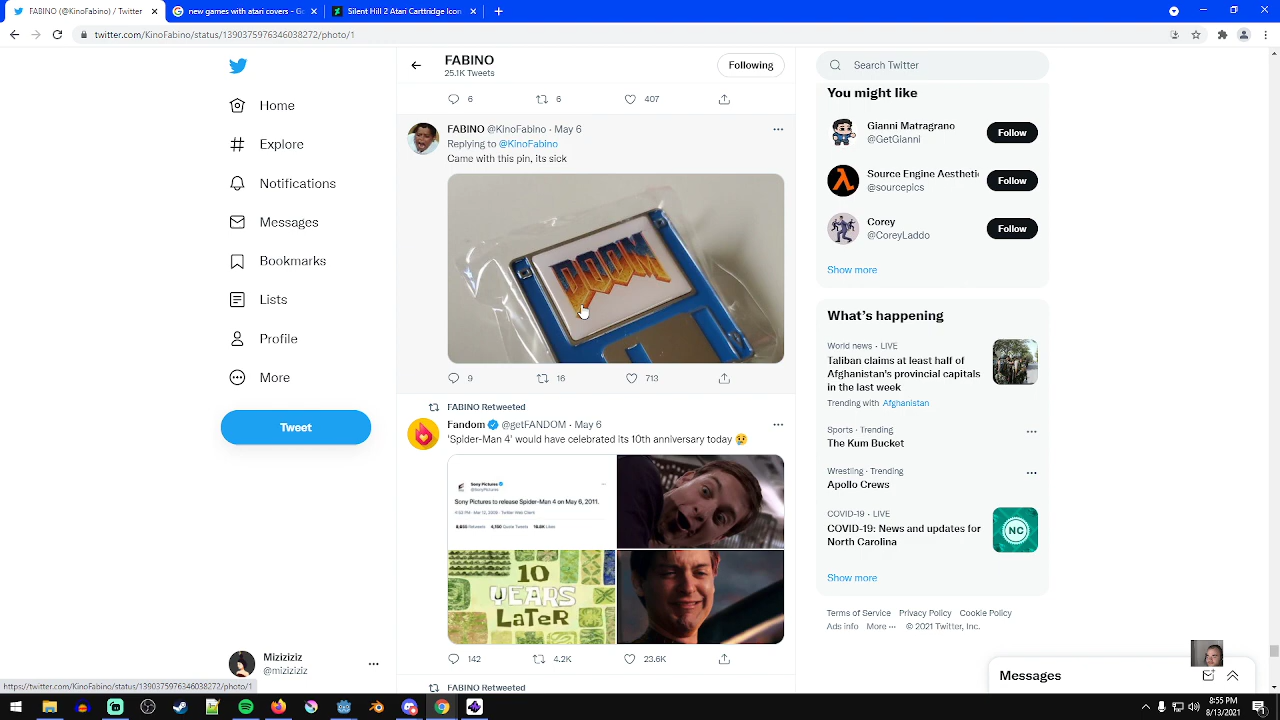 FABINO (@KinoFabino) / Twitter
new games with atari covers - Go
Silent Hill 2 Atari Cartridge
twitter.com/KinoFabino/status/1390375976346038272/photo/1
FABINO
25.1K Tweets
Following
Search Twitter
Home
Explore
Notifications
Messages
Bookmarks
Lists
Profile
More
Tweet
Miziziziz
@miziziziz
6
6
407
FABINO @KinoFabino · May 6
Replying to @KinoFabino
Came with this pin, its sick
DOOM
9
16
713
FABINO Retweeted
Fandom @getFANDOM · May 6
'Spider-Man 4' would have celebrated its 10th anniversary today 😢
Sony Pictures
@SonyPictures
Sony Pictures to release Spider-Man 4 on May 6, 2011.
10
YEARS
LATER
142
4.2K
23.6K
FABINO Retweeted
You might like
Gianni Matragrano
@GetGianni
Follow
Source Engine Aestheti
@sourcepics
Follow
Corey
@CoreyLaddo
Follow
Show more
What's happening
World news · LIVE
Taliban claims at least half of
Afghanistan's provincial capitals
in the last week
Trending with Afghanistan
Sports · Trending
The Kum Bucket
Wrestling · Trending
Apollo Crews
COVID-19 · LIVE
COVID-19: News and updates for
North Carolina
NC
Show more
Terms of Service Privacy Policy Cookie Policy
Ads info More ··· © 2021 Twitter, Inc.
Messages
https://twitter.com/KinoFabino/status/1390375976346038272/photo/1
8:55 PM
8/13/2021